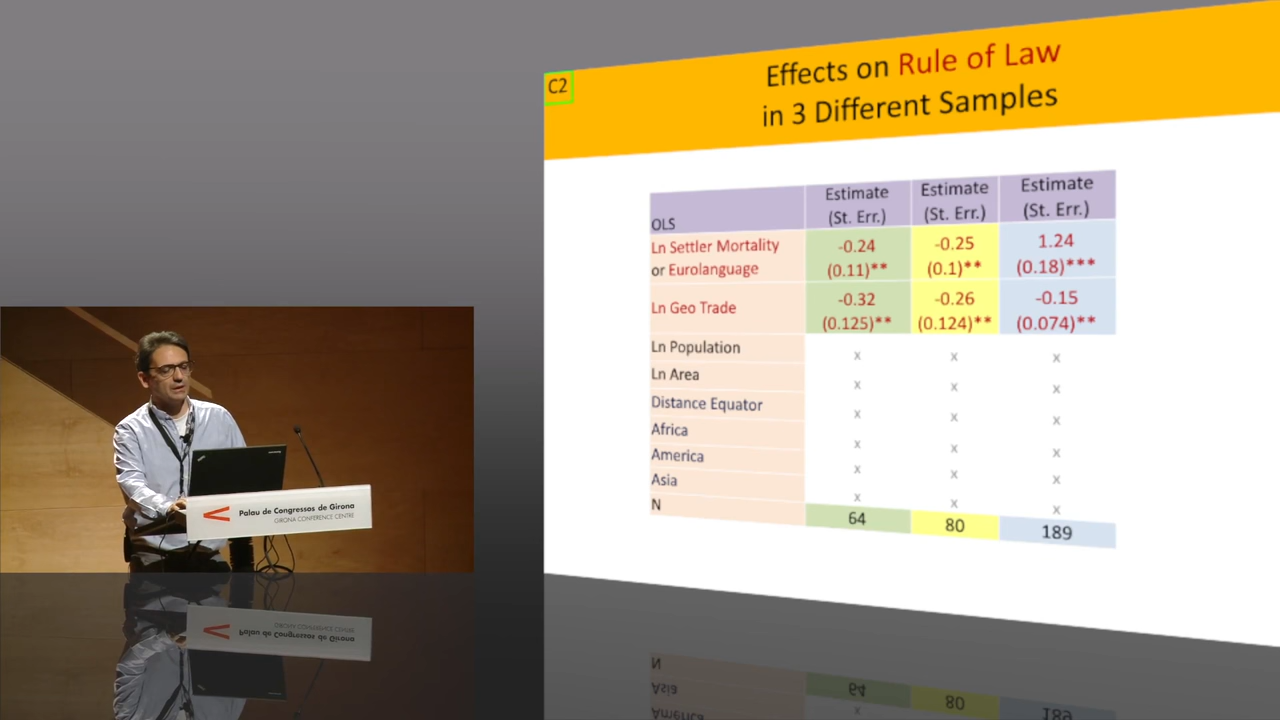 C2
Effects on Rule of Law
in 3 Different Samples
OLS
Estimate
(St. Err.)
Estimate
(St. Err.)
Estimate
(St. Err.)
Ln Settler Mortality
or Eurolanguage
-0.24
(0.11)**
-0.25
(0.1)**
1.24
(0.18)***
Ln Geo Trade
-0.32
(0.125)**
-0.26
(0.124)**
-0.15
(0.074)**
Ln Population
x
x
x
Ln Area
x
x
x
Distance Equator
x
x
x
Africa
x
x
x
America
x
x
x
Asia
x
x
x
N
64
80
189
Palau de Congressos de Girona
GIRONA CONFERENCE CENTRE